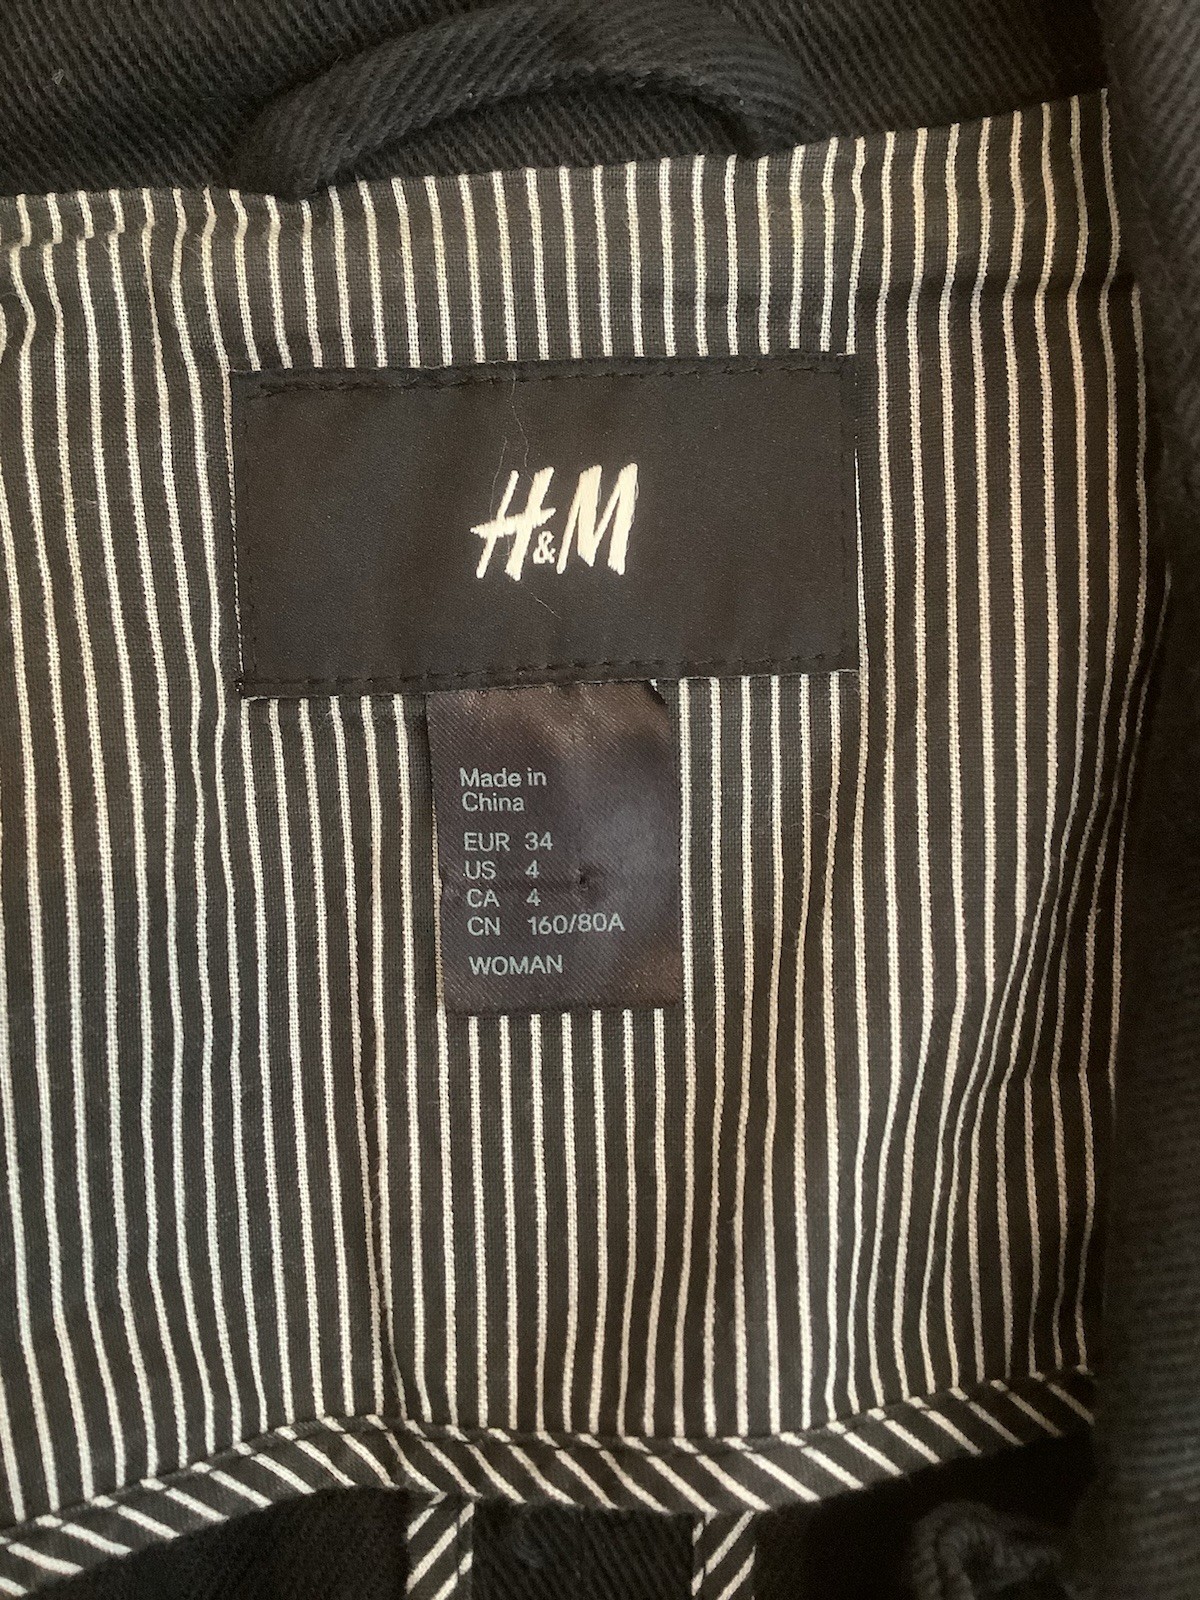 H&M
Made in
China
EUR 34
US 4
CA 4
CN 160/80A
WOMAN